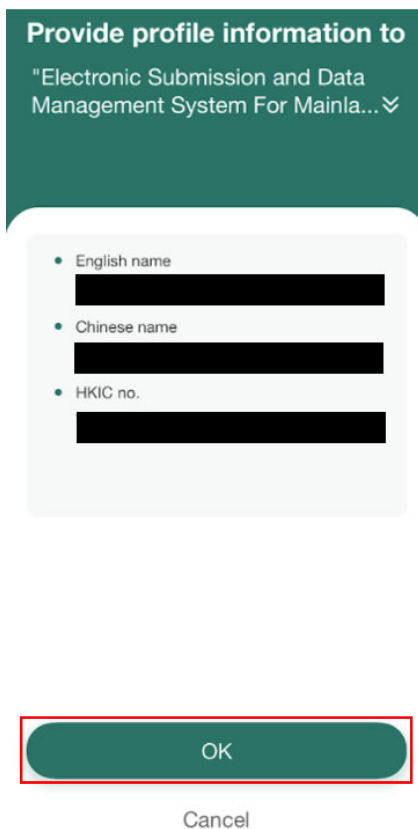 Provide profile information to
"Electronic Submission and Data
Management System For Mainla...
English name
Chinese name
HKIC no.
OK
Cancel